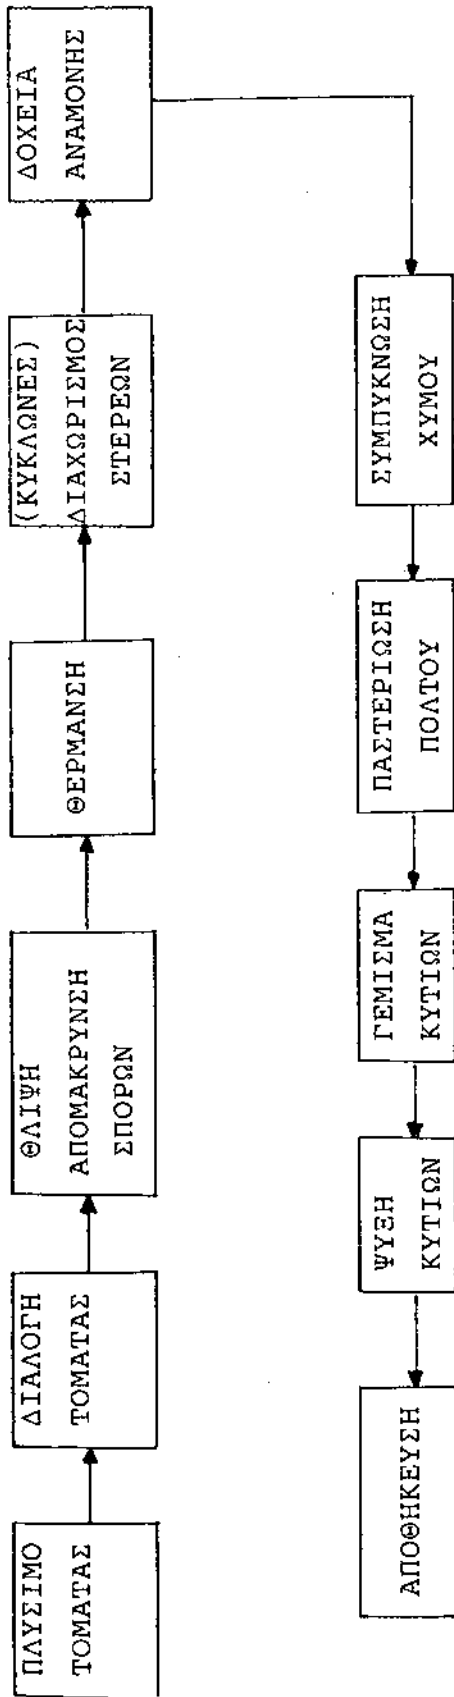 ΠΛΥΣΙΜΟ
ΤΟΜΑΤΑΣ
ΔΙΑΛΟΓΗ
ΤΟΜΑΤΑΣ
ΘΛΙΨΗ
ΑΠΟΜΑΚΡΥΝΣΗ
ΣΠΟΡΩΝ
ΘΕΡΜΑΝΣΗ
(ΚΥΚΛΩΝΕΣ)
ΔΙΑΧΩΡΙΣΜΟΣ
ΣΤΕΡΕΩΝ
ΔΟΧΕΙΑ
ΑΝΑΜΟΝΗΣ
ΣΥΜΠΥΚΝΩΣΗ
ΧΥΜΟΥ
ΠΑΣΤΕΡΙΩΣΗ
ΠΟΛΤΟΥ
ΓΕΜΙΣΜΑ
ΚΥΤΙΩΝ
ΨΥΞΗ
ΚΥΤΙΩΝ
ΑΠΟΘΗΚΕΥΣΗ